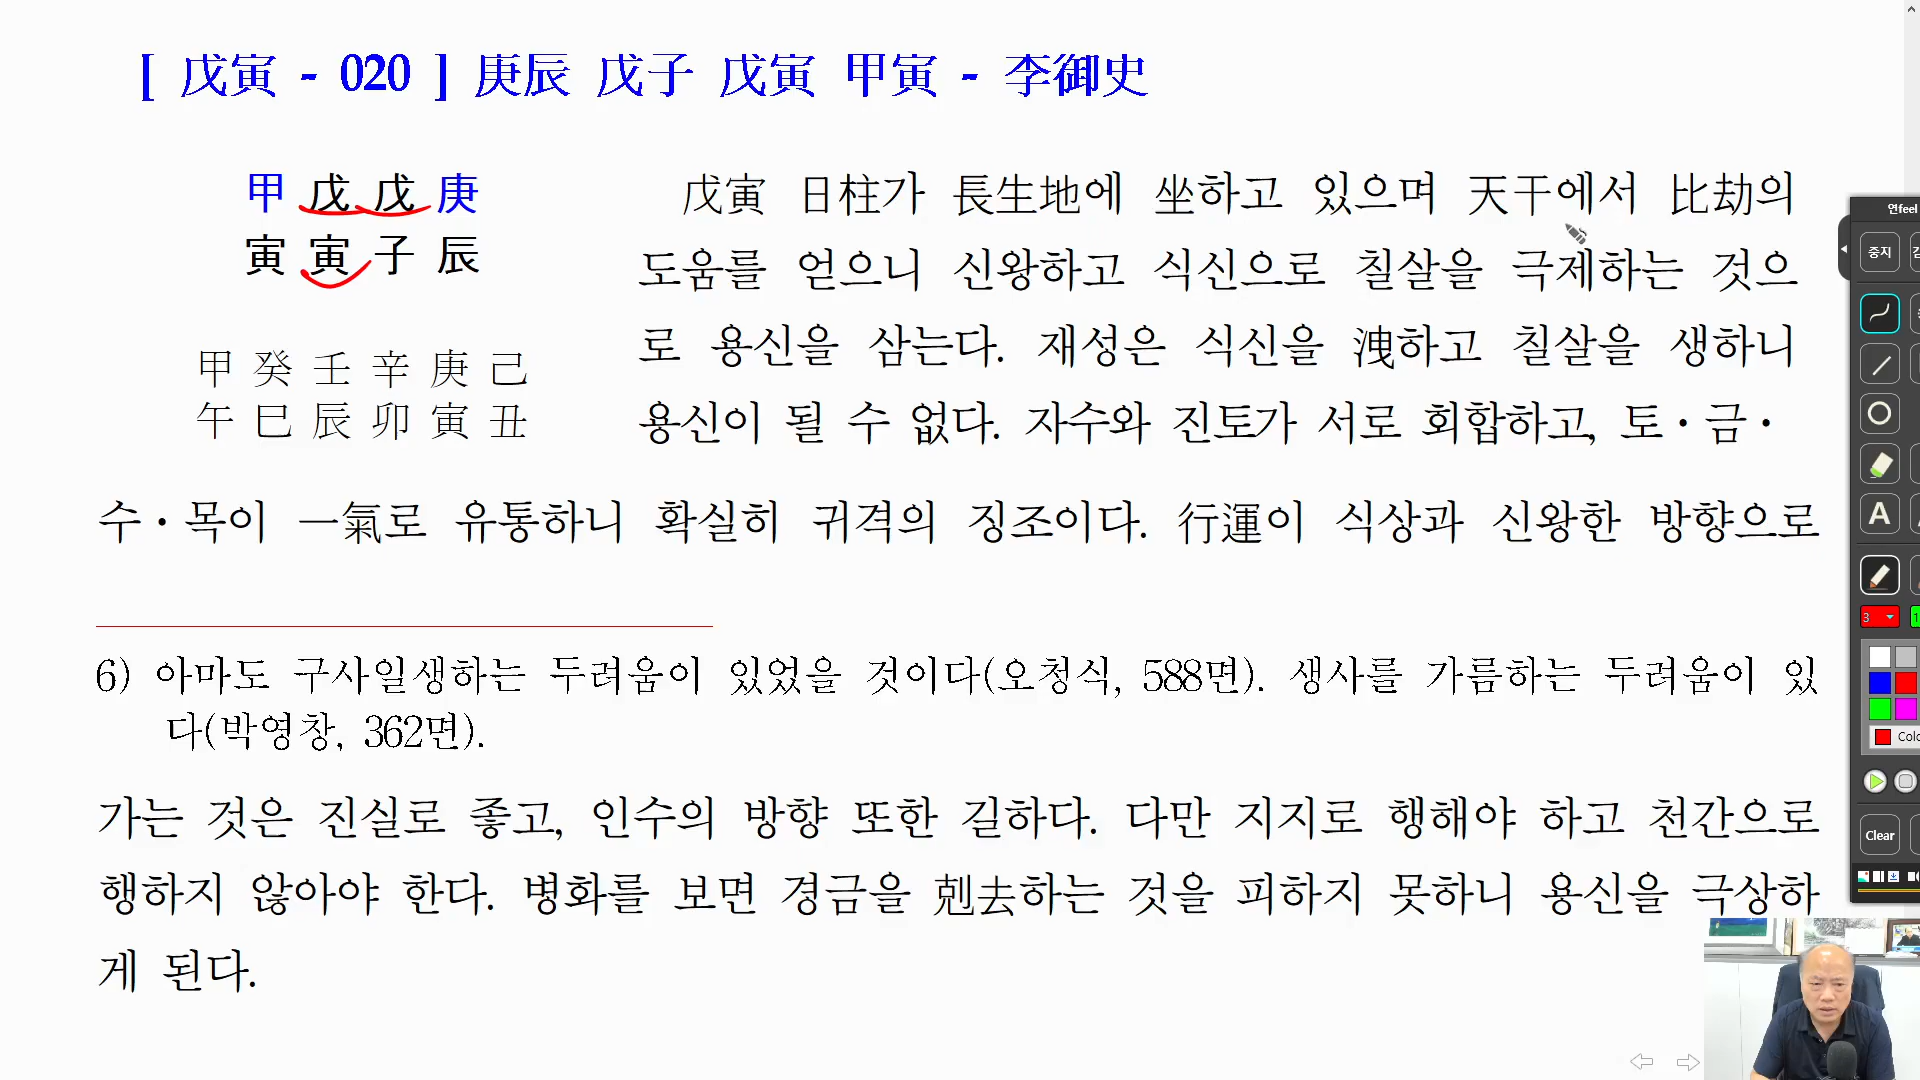 [ 戊寅 - 020 ] 庚辰 戊子 戊寅 甲寅 - 李御史
甲 戊 戊 庚
寅 寅 子 辰
甲 癸 壬 辛 庚 己
午 巳 辰 卯 寅 丑
戊寅 日柱가 長生地에 坐하고 있으며 天干에서 比劫의
도움를 얻으니 신왕하고 식신으로 칠살을 극제하는 것으
로 용신을 삼는다. 재성은 식신을 洩하고 칠살을 생하니
용신이 될 수 없다. 자수와 진토가 서로 회합하고, 토·금·
수·목이 一氣로 유통하니 확실히 귀격의 징조이다. 行運이 식상과 신왕한 방향으로
6) 아마도 구사일생하는 두려움이 있었을 것이다(오청식, 588면). 생사를 가름하는 두려움이 있
다(박영창, 362면).
가는 것은 진실로 좋고, 인수의 방향 또한 길하다. 다만 지지로 행해야 하고 천간으로
행하지 않아야 한다. 병화를 보면 경금을 剋去하는 것을 피하지 못하니 용신을 극상하
게 된다.
연feel
중지
A
3
1
Clear